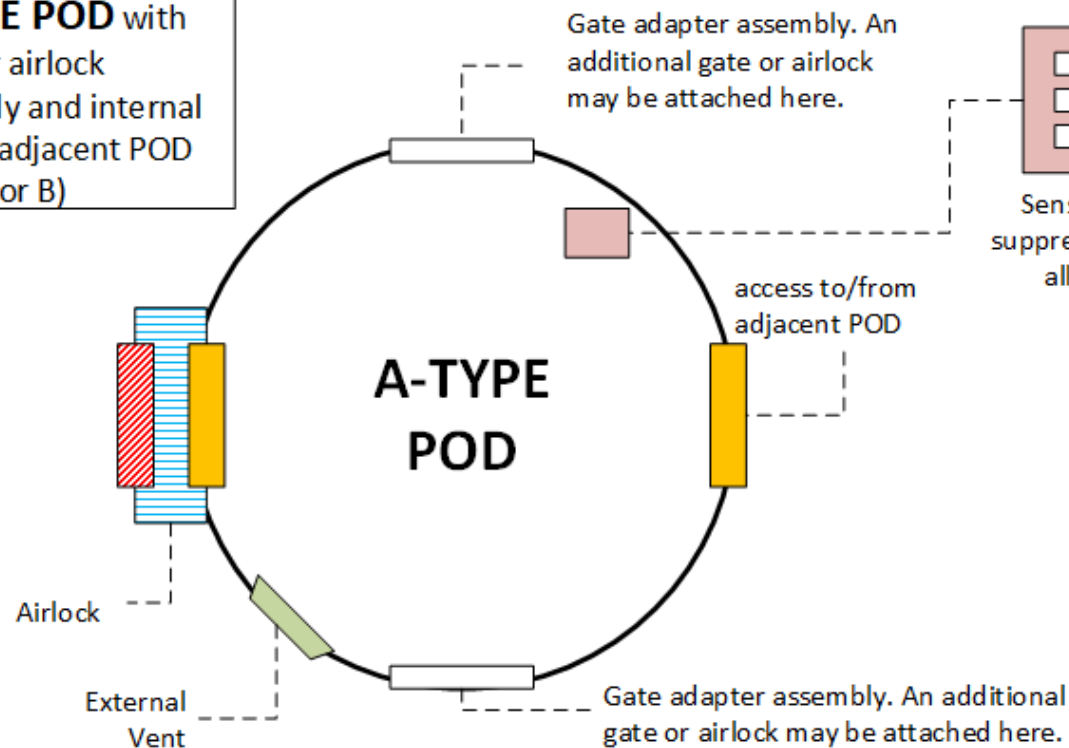 E POD with
airlock
ly and internal
adjacent POD
or B)
Gate adapter assembly. An
additional gate or airlock
may be attached here.
Sens
suppre
all
access to/from
adjacent POD
A-TYPE
POD
Airlock
External
Vent
Gate adapter assembly. An additional
gate or airlock may be attached here.